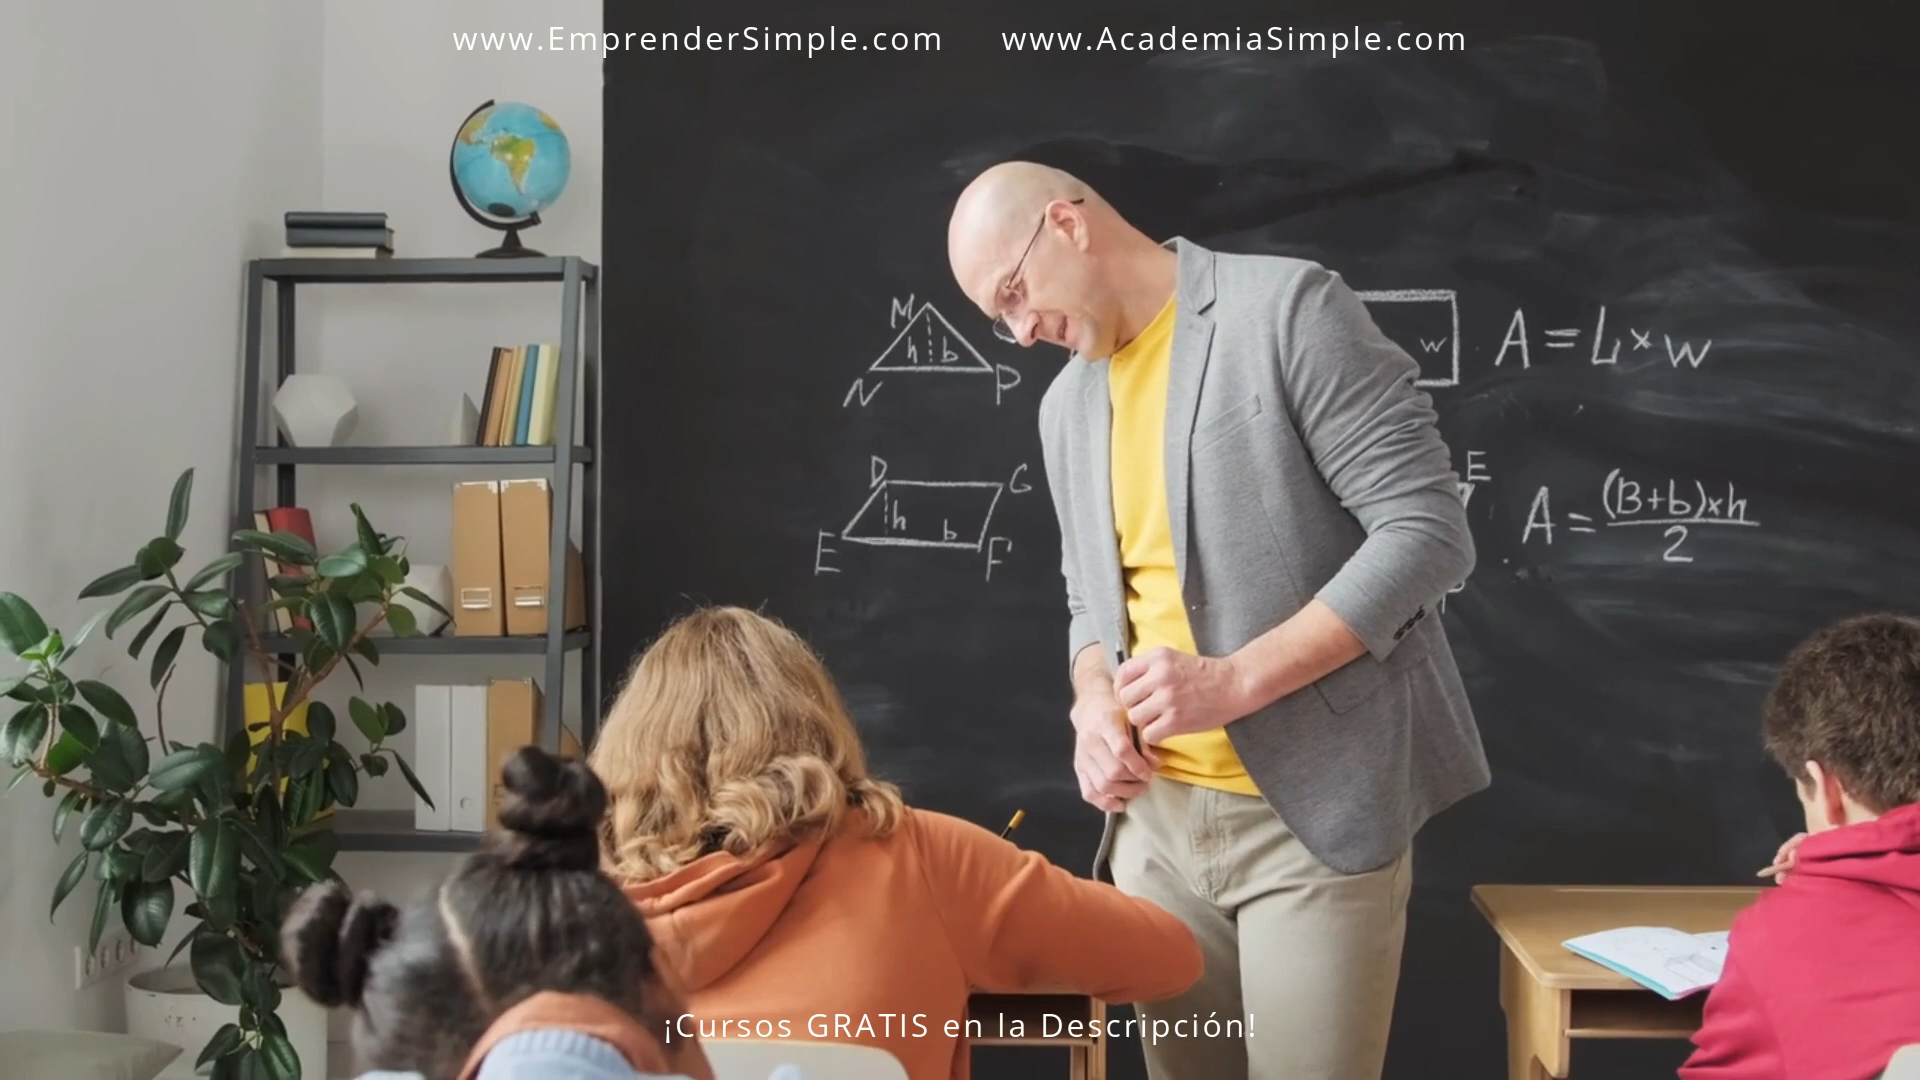 www.EmprenderSimple.com www.AcademiaSimple.com
M
h b
N P
w A = L × w
D G
h b
E F
E
A = (B+b)×h
2
¡Cursos GRATIS en la Descripción!